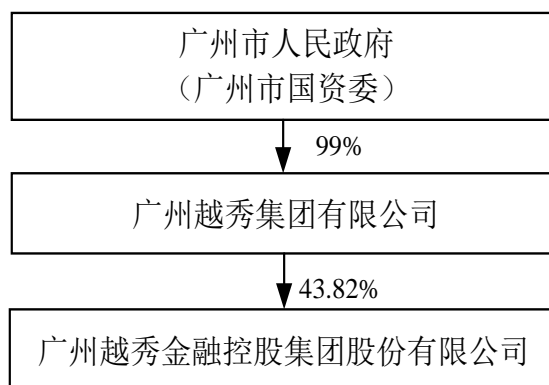 广州市人民政府
（广州市国资委）
99%
广州越秀集团有限公司
43.82%
广州越秀金融控股集团股份有限公司